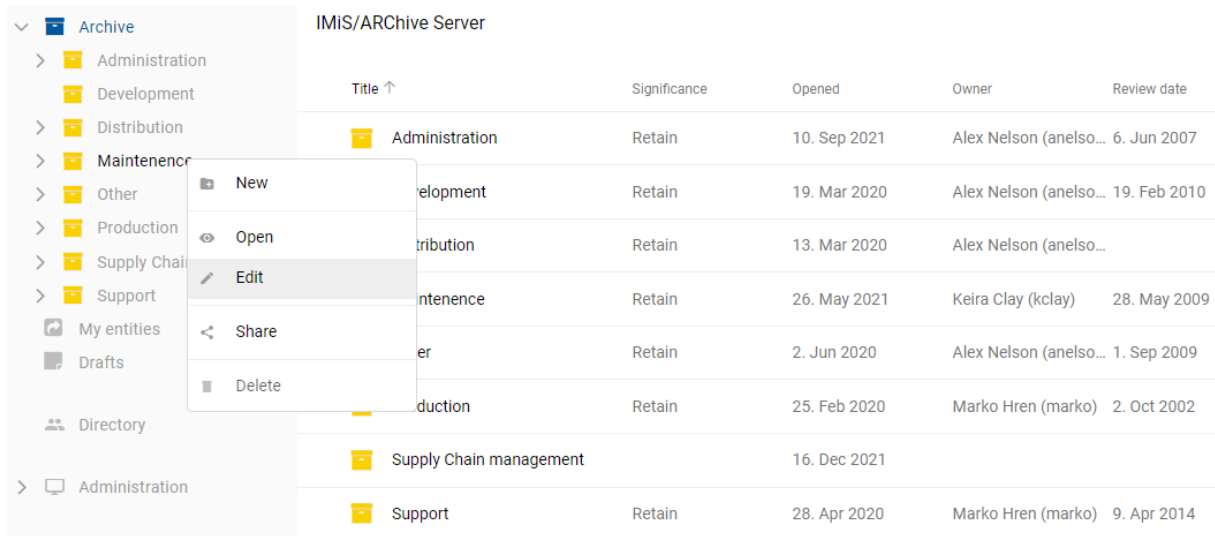 Archive
Administration
Development
Distribution
Maintenence
Other
Production
Supply Chai
Support
My entities
Drafts
Directory
Administration
New
Open
Edit
Share
Delete
IMiS/ARChive Server
Title Significance Opened Owner Review date
Administration Retain 10. Sep 2021 Alex Nelson (anelso... 6. Jun 2007
velopment Retain 19. Mar 2020 Alex Nelson (anelso... 19. Feb 2010
tribution Retain 13. Mar 2020 Alex Nelson (anelso...
ntenence Retain 26. May 2021 Keira Clay (kclay) 28. May 2009
er Retain 2. Jun 2020 Alex Nelson (anelso... 1. Sep 2009
duction Retain 25. Feb 2020 Marko Hren (marko) 2. Oct 2002
Supply Chain management 16. Dec 2021
Support Retain 28. Apr 2020 Marko Hren (marko) 9. Apr 2014